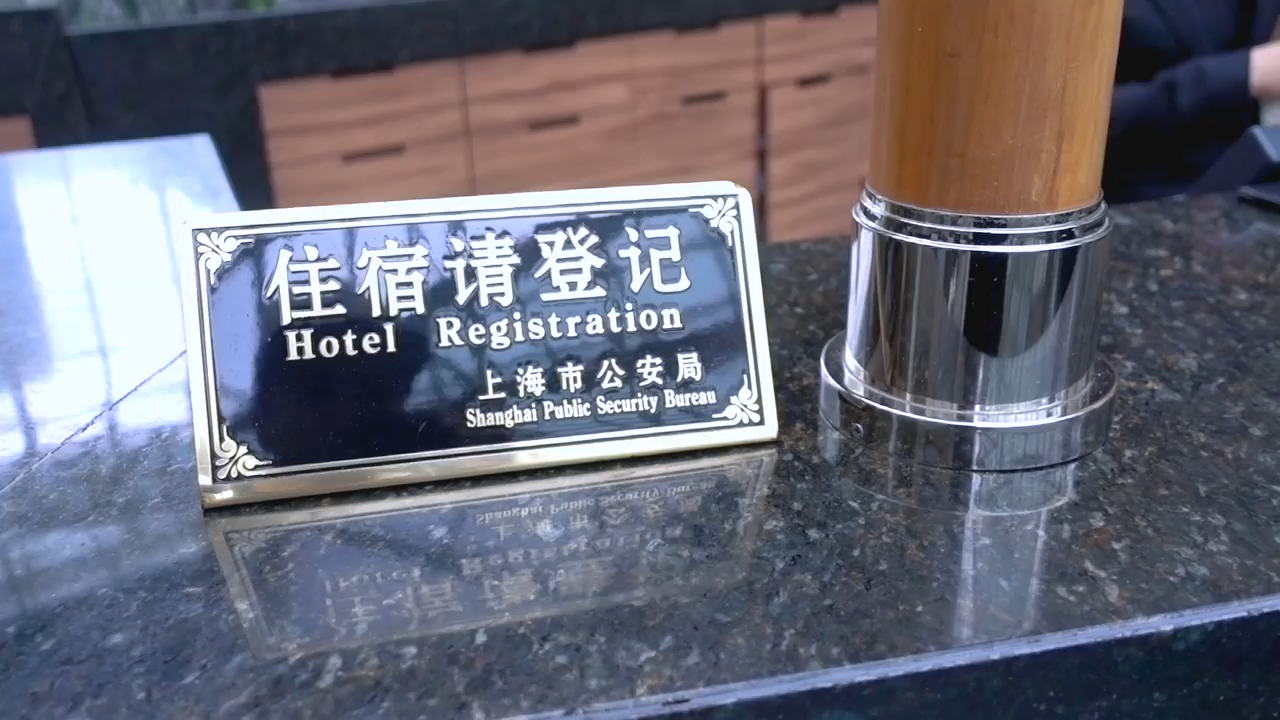 住宿请登记
Hotel Registration
上海市公安局
Shanghai Public Security Bureau